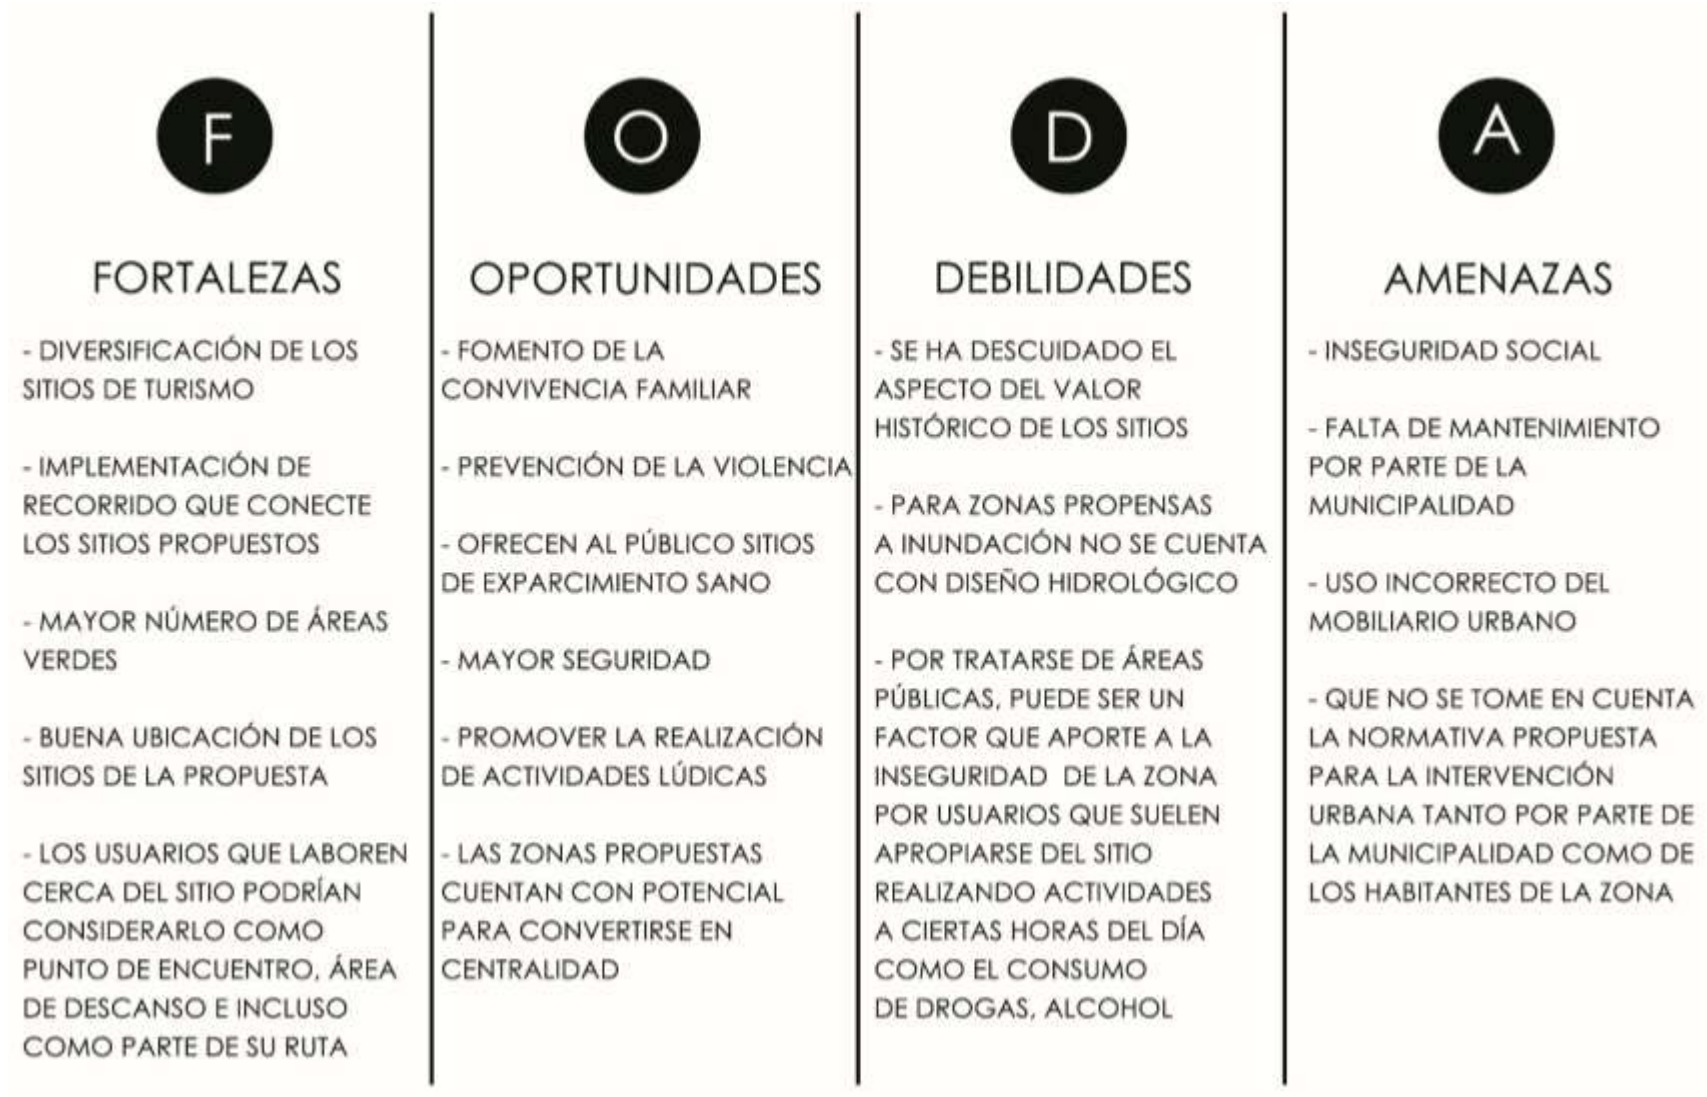 F
FORTALEZAS
- DIVERSIFICACIÓN DE LOS
SITIOS DE TURISMO
- IMPLEMENTACIÓN DE
RECORRIDO QUE CONECTE
LOS SITIOS PROPUESTOS
- MAYOR NÚMERO DE ÁREAS
VERDES
- BUENA UBICACIÓN DE LOS
SITIOS DE LA PROPUESTA
- LOS USUARIOS QUE LABOREN
CERCA DEL SITIO PODRÍAN
CONSIDERARLO COMO
PUNTO DE ENCUENTRO, ÁREA
DE DESCANSO E INCLUSO
COMO PARTE DE SU RUTA
O
OPORTUNIDADES
- FOMENTO DE LA
CONVIVENCIA FAMILIAR
- PREVENCIÓN DE LA VIOLENCIA
- OFRECEN AL PÚBLICO SITIOS
DE EXPARCIMIENTO SANO
- MAYOR SEGURIDAD
- PROMOVER LA REALIZACIÓN
DE ACTIVIDADES LÚDICAS
- LAS ZONAS PROPUESTAS
CUENTAN CON POTENCIAL
PARA CONVERTIRSE EN
CENTRALIDAD
D
DEBILIDADES
- SE HA DESCUIDADO EL
ASPECTO DEL VALOR
HISTÓRICO DE LOS SITIOS
- PARA ZONAS PROPENSAS
A INUNDACIÓN NO SE CUENTA
CON DISEÑO HIDROLÓGICO
- POR TRATARSE DE ÁREAS
PÚBLICAS, PUEDE SER UN
FACTOR QUE APORTE A LA
INSEGURIDAD  DE LA ZONA
POR USUARIOS QUE SUELEN
APROPIARSE DEL SITIO
REALIZANDO ACTIVIDADES
A CIERTAS HORAS DEL DÍA
COMO EL CONSUMO
DE DROGAS, ALCOHOL
A
AMENAZAS
- INSEGURIDAD SOCIAL
- FALTA DE MANTENIMIENTO
POR PARTE DE LA
MUNICIPALIDAD
- USO INCORRECTO DEL
MOBILIARIO URBANO
- QUE NO SE TOME EN CUENTA
LA NORMATIVA PROPUESTA
PARA LA INTERVENCIÓN
URBANA TANTO POR PARTE DE
LA MUNICIPALIDAD COMO DE
LOS HABITANTES DE LA ZONA